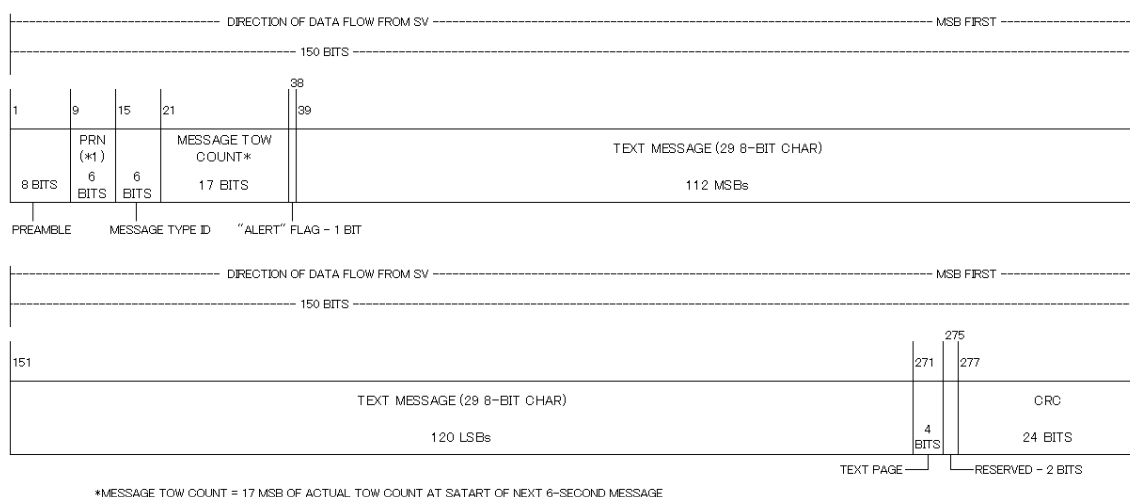 DIRECTION OF DATA FLOW FROM SV MSB FIRST
150 BITS
38
1 9 15 21 39
PRN (*1) MESSAGE TOW COUNT* TEXT MESSAGE (29 8-BIT CHAR)
8 BITS 6 BITS 6 BITS 17 BITS 112 MSBs
PREAMBLE MESSAGE TYPE ID "ALERT" FLAG - 1 BIT
DIRECTION OF DATA FLOW FROM SV MSB FIRST
150 BITS
275
151 271 277
TEXT MESSAGE (29 8-BIT CHAR) CRC
120 LSBs 4 BITS 24 BITS
TEXT PAGE RESERVED - 2 BITS
*MESSAGE TOW COUNT = 17 MSB OF ACTUAL TOW COUNT AT SATART OF NEXT 6-SECOND MESSAGE